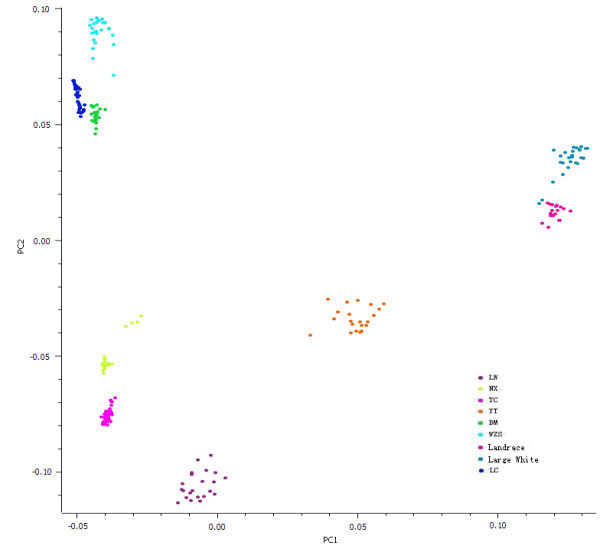 0.10
0.05
0.00
-0.05
-0.10
PC2
-0.05
0.00
0.05
0.10
PC1
LW
NX
TC
YT
BM
WZS
Landrace
Large White
LC